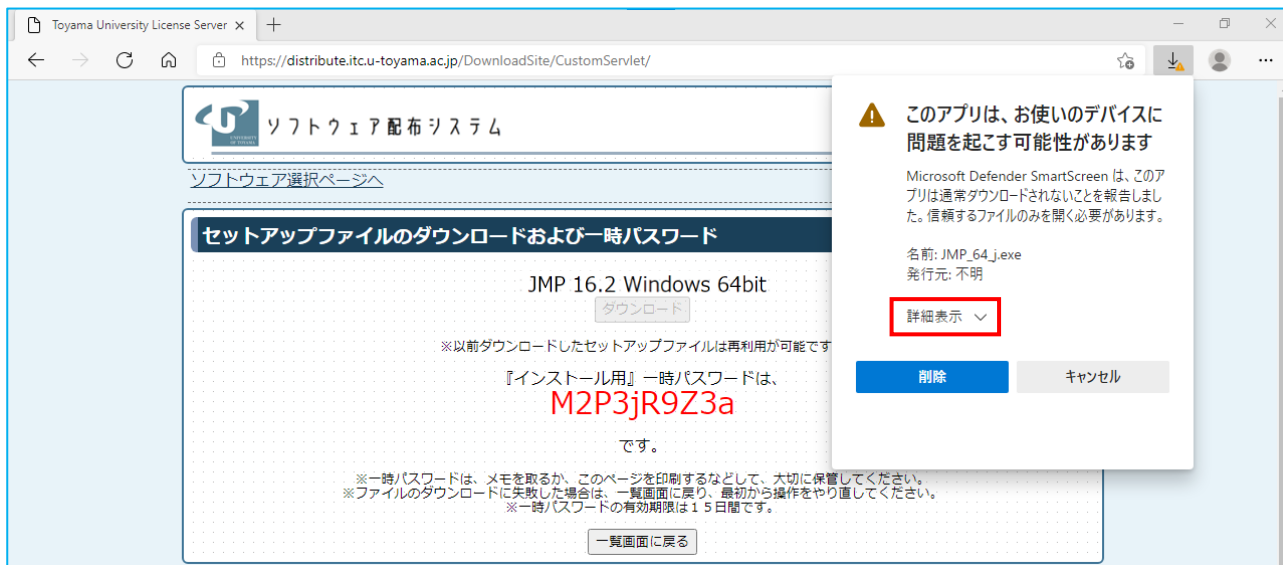 Toyama University License Server
https://distribute.itc.u-toyama.ac.jp/DownloadSite/CustomServlet/
ソフトウェア配布システム
ソフトウェア選択ページへ
セットアップファイルのダウンロードおよび一時パスワード
JMP 16.2 Windows 64bit
ダウンロード
※以前ダウンロードしたセットアップファイルは再利用が可能です
『インストール用』一時パスワードは、
M2P3jR9Z3a
です。
※一時パスワードは、メモを取るか、このページを印刷するなどして、大切に保管してください。
※ファイルのダウンロードに失敗した場合は、一覧画面に戻り、最初から操作をやり直してください。
※一時パスワードの有効期限は１５日間です。
一覧画面に戻る
このアプリは、お使いのデバイスに
問題を起こす可能性があります
Microsoft Defender SmartScreen は、このア
プリは通常ダウンロードされないことを報告しまし
た。信頼するファイルのみを開く必要があります。
名前: JMP_64_j.exe
発行元: 不明
詳細表示
削除
キャンセル